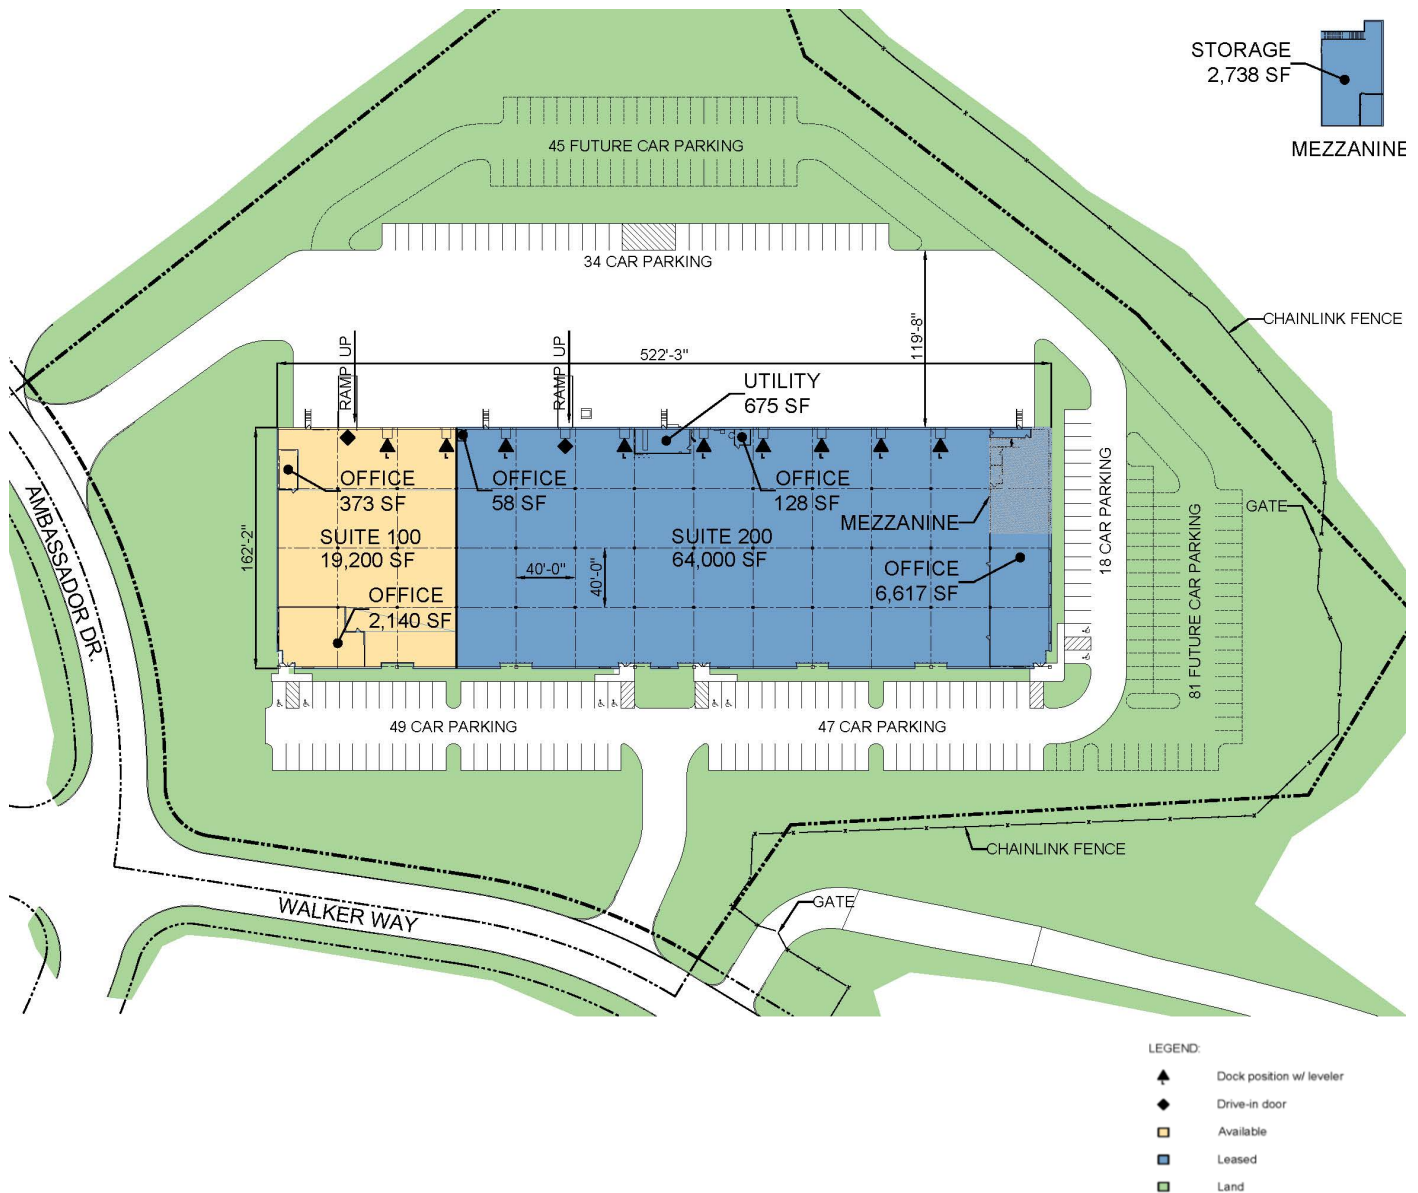 STORAGE
2,738 SF
MEZZANINE
45 FUTURE CAR PARKING
34 CAR PARKING
CHAINLINK FENCE
119'-8"
522'-3"
RAMP UP
RAMP UP
UTILITY
675 SF
OFFICE
373 SF
OFFICE
58 SF
OFFICE
128 SF
MEZZANINE
SUITE 100
19,200 SF
SUITE 200
64,000 SF
162'-2"
40'-0"
40'-0"
OFFICE
6,617 SF
OFFICE
2,140 SF
18 CAR PARKING
81 FUTURE CAR PARKING
GATE
AMBASSADOR DR.
49 CAR PARKING
47 CAR PARKING
CHAINLINK FENCE
GATE
WALKER WAY
LEGEND:
Dock position w/ leveler
Drive-in door
Available
Leased
Land